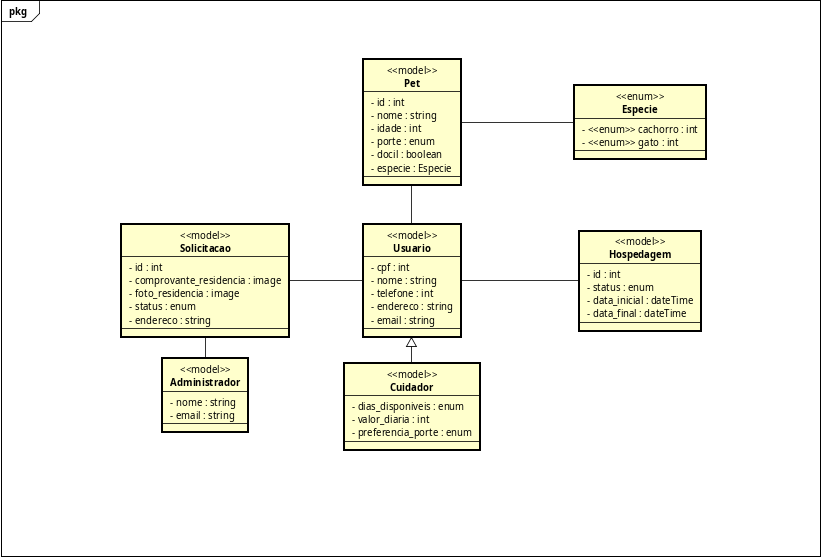 pkg
<<model>>
Pet
- id : int
- nome : string
- idade : int
- porte : enum
- docil : boolean
- especie : Especie
<<enum>>
Especie
- <<enum>> cachorro : int
- <<enum>> gato : int
<<model>>
Solicitacao
- id : int
- comprovante_residencia : image
- foto_residencia : image
- status : enum
- endereco : string
<<model>>
Usuario
- cpf : int
- nome : string
- telefone : int
- endereco : string
- email : string
<<model>>
Hospedagem
- id : int
- status : enum
- data_inicial : dateTime
- data_final : dateTime
<<model>>
Administrador
- nome : string
- email : string
<<model>>
Cuidador
- dias_disponiveis : enum
- valor_diaria : int
- preferencia_porte : enum